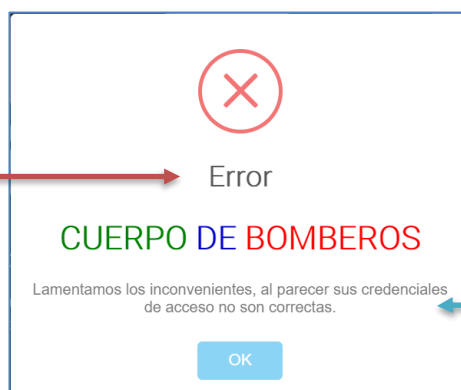 Error
CUERPO DE BOMBEROS
Lamentamos los inconvenientes, al parecer sus credenciales
de acceso no son correctas.
OK